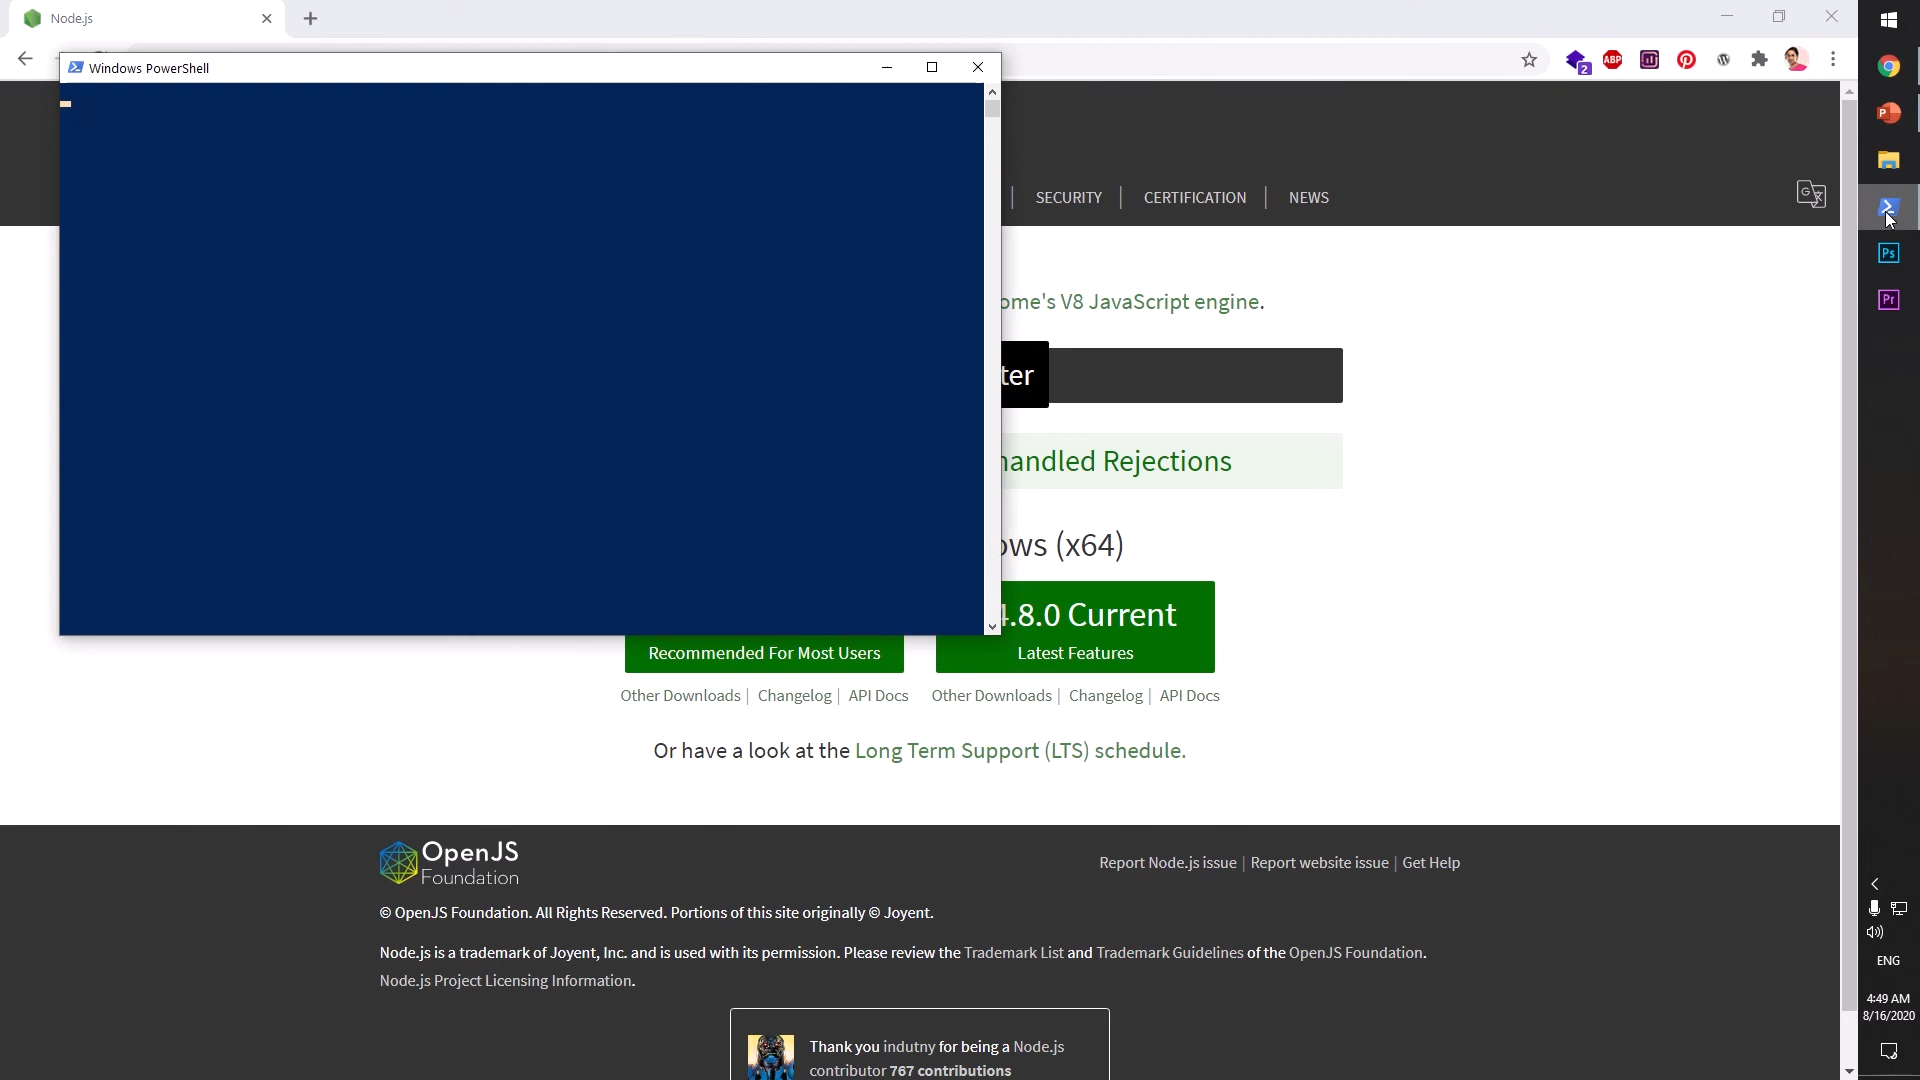 Node.js
2
ABP
Windows PowerShell
SECURITY
CERTIFICATION
NEWS
ome's V8 JavaScript engine.
ter
handled Rejections
ows (x64)
4.8.0 Current
Recommended For Most Users
Latest Features
Other Downloads | Changelog | API Docs
Other Downloads | Changelog | API Docs
Or have a look at the Long Term Support (LTS) schedule.
OpenJS
Foundation
Report Node.js issue | Report website issue | Get Help
© OpenJS Foundation. All Rights Reserved. Portions of this site originally © Joyent.
Node.js is a trademark of Joyent, Inc. and is used with its permission. Please review the Trademark List and Trademark Guidelines of the OpenJS Foundation.
Node.js Project Licensing Information.
Thank you indutny for being a Node.js
contributor 767 contributions
P
Ps
Pr
ENG
4:49 AM
8/16/2020